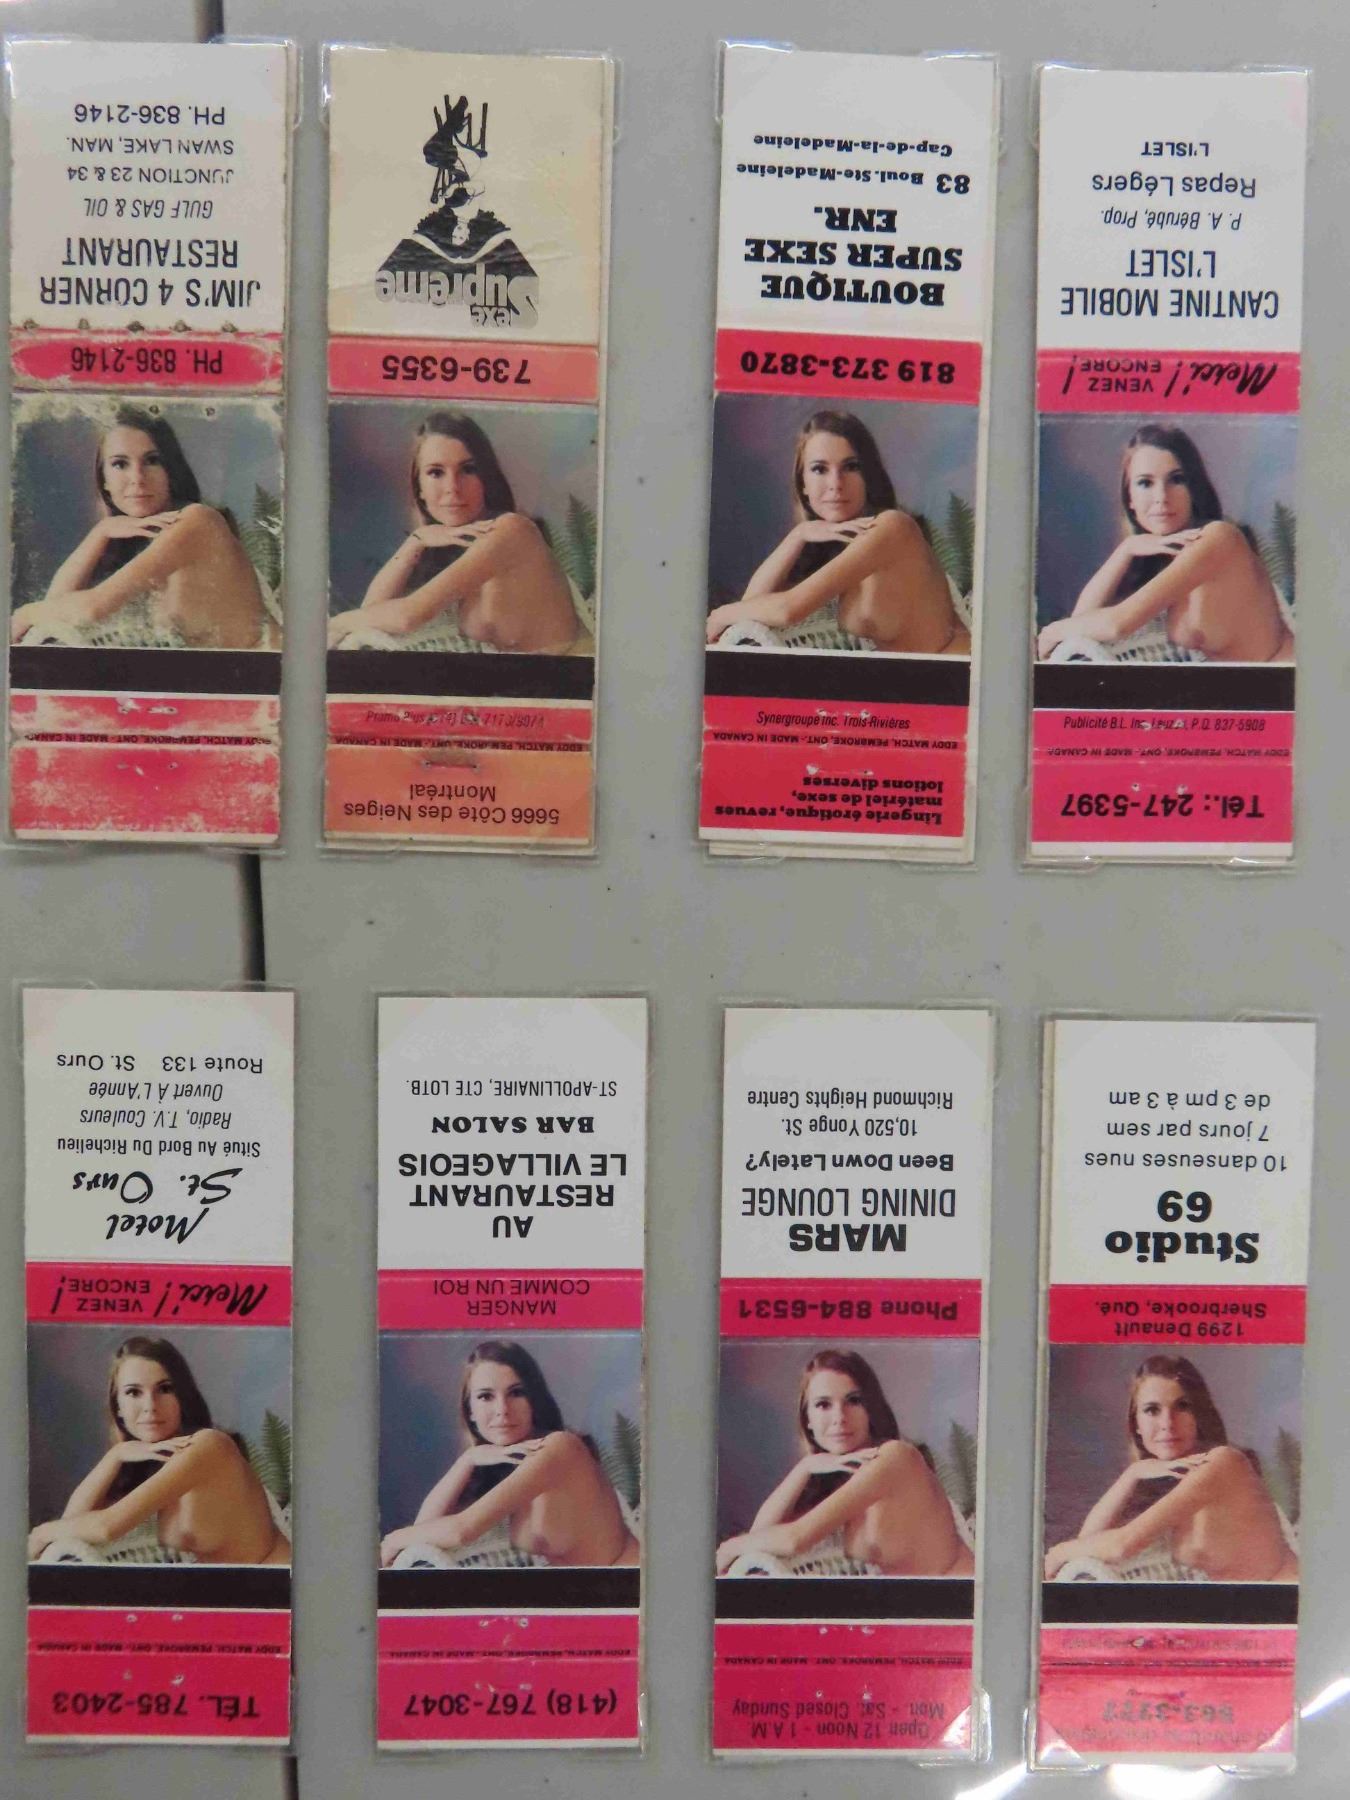 JIM'S 4 CORNER
RESTAURANT
GULF GAS & OIL
JUNCTION 23 & 34
SWAN LAKE, MAN.
PH. 836-2146
PH. 836-2146
EDDY MATCH, PEMBROKE, ONT. - MADE IN CANADA
Sexe
Suprême
739-6355
EDDY MATCH, PEMBROKE, ONT. - MADE IN CANADA
5666 Côte des Neiges
Montréal
BOUTIQUE
SUPER SEXE
ENR.
83 Boul. Ste-Madeleine
Cap-de-la-Madeleine
819 373-3870
Synergroupe Inc. Trois-Rivières
EDDY MATCH, PEMBROKE, ONT. - MADE IN CANADA
Lingerie érotique, revues
matériel de sexe,
lotions diverses
CANTINE MOBILE
L'ISLET
P. A. Bérubé, Prop.
Repas Légers
L'ISLET
Merci! VENEZ ENCORE!
Publicité B.L. Inc. Lauzon, P.Q. 837-5908
EDDY MATCH, PEMBROKE, ONT. - MADE IN CANADA
Tél.: 247-5397
Motel
St. Ours
Situé Au Bord Du Richelieu
Radio, T.V. Couleurs
Ouvert À L'Année
Route 133 St. Ours
Merci! VENEZ ENCORE!
EDDY MATCH, PEMBROKE, ONT. - MADE IN CANADA
TÉL. 785-2403
AU
RESTAURANT
LE VILLAGEOIS
BAR SALON
ST-APOLLINAIRE, CTE LOTB.
MANGER
COMME UN ROI
EDDY MATCH, PEMBROKE, ONT. - MADE IN CANADA
(418) 767-3047
MARS
DINING LOUNGE
Been Down Lately?
10,520 Yonge St.
Richmond Heights Centre
Phone 884-6531
EDDY MATCH, PEMBROKE, ONT. - MADE IN CANADA
Open 12 Noon - 1 A.M.
Mon. - Sat. Closed Sunday
Studio
69
10 danseuses nues
7 jours par sem
de 3 pm à 3 am
1299 Denault
Sherbrooke, Qué.
563-3777